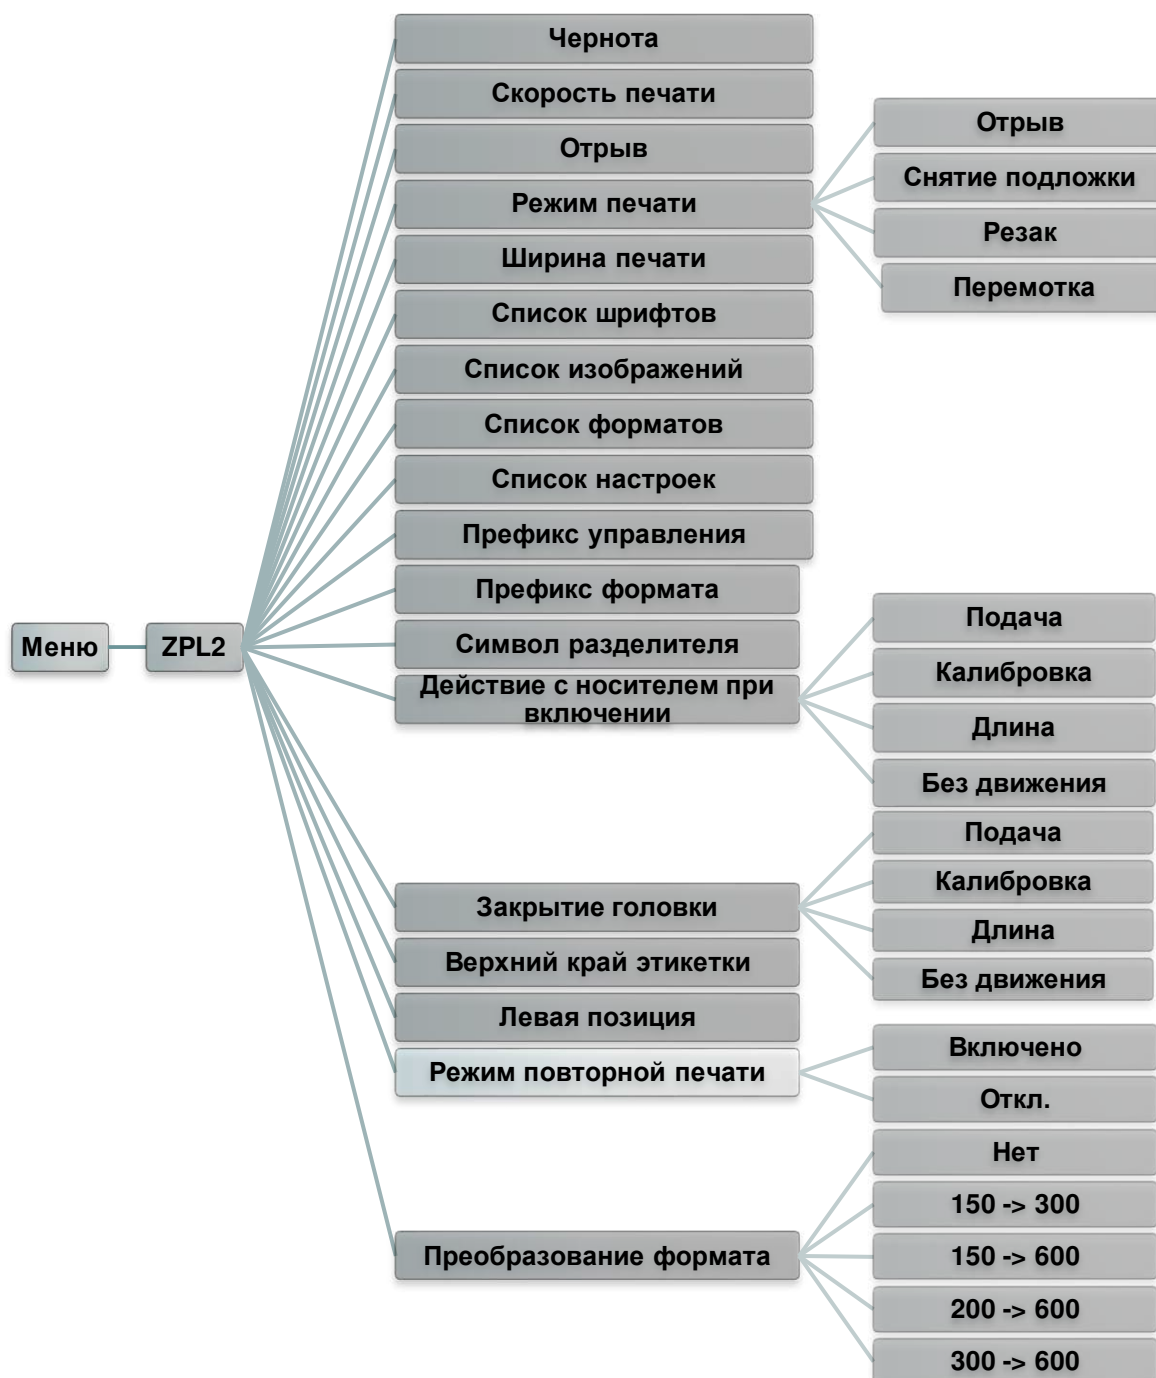 Чернота
Скорость печати
Отрыв
Режим печати
Отрыв
Снятие подложки
Резак
Перемотка
Ширина печати
Список шрифтов
Список изображений
Список форматов
Список настроек
Префикс управления
Префикс формата
Символ разделителя
Меню
ZPL2
Действие с носителем при
включении
Подача
Калибровка
Длина
Без движения
Закрытие головки
Подача
Калибровка
Длина
Без движения
Верхний край этикетки
Левая позиция
Режим повторной печати
Включено
Откл.
Преобразование формата
Нет
150 -> 300
150 -> 600
200 -> 600
300 -> 600